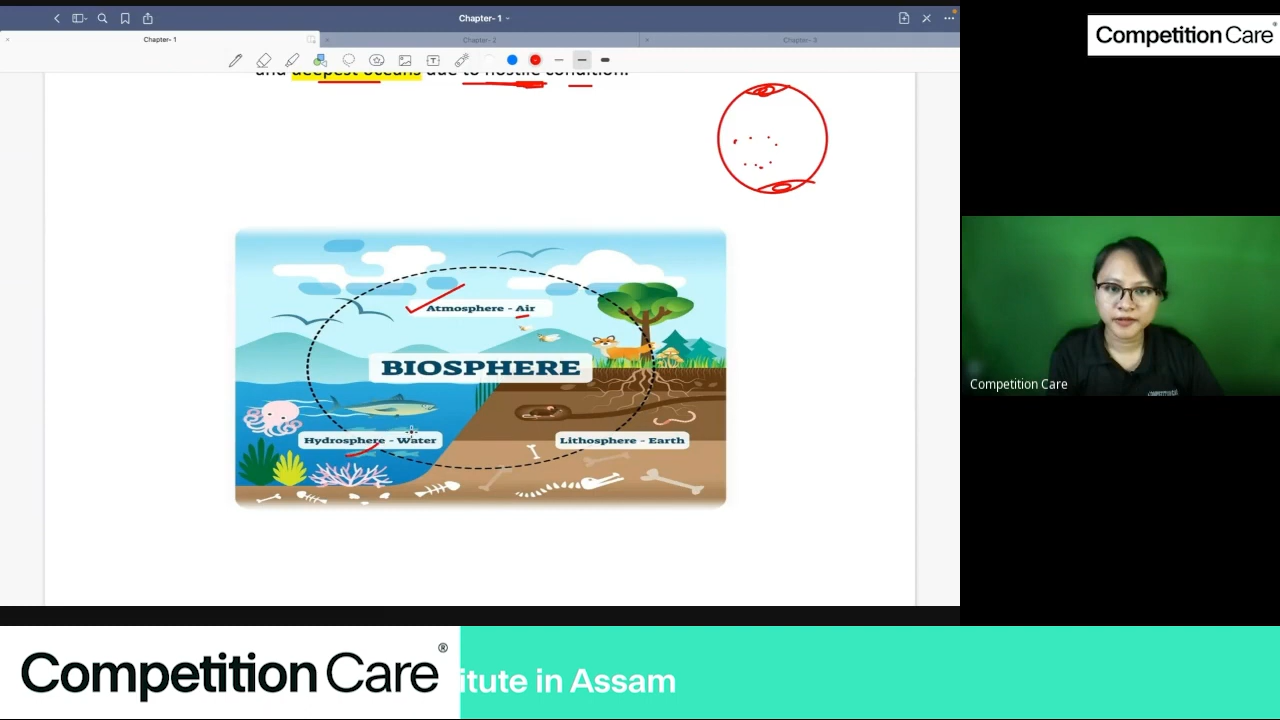 Chapter- 1
Competition Care®
Chapter- 1
Chapter- 2
Chapter- 3
and deepest oceans due to hostile condition.
Atmosphere - Air
BIOSPHERE
Hydrosphere - Water
Lithosphere - Earth
Competition Care
Competition Care®
itute in Assam